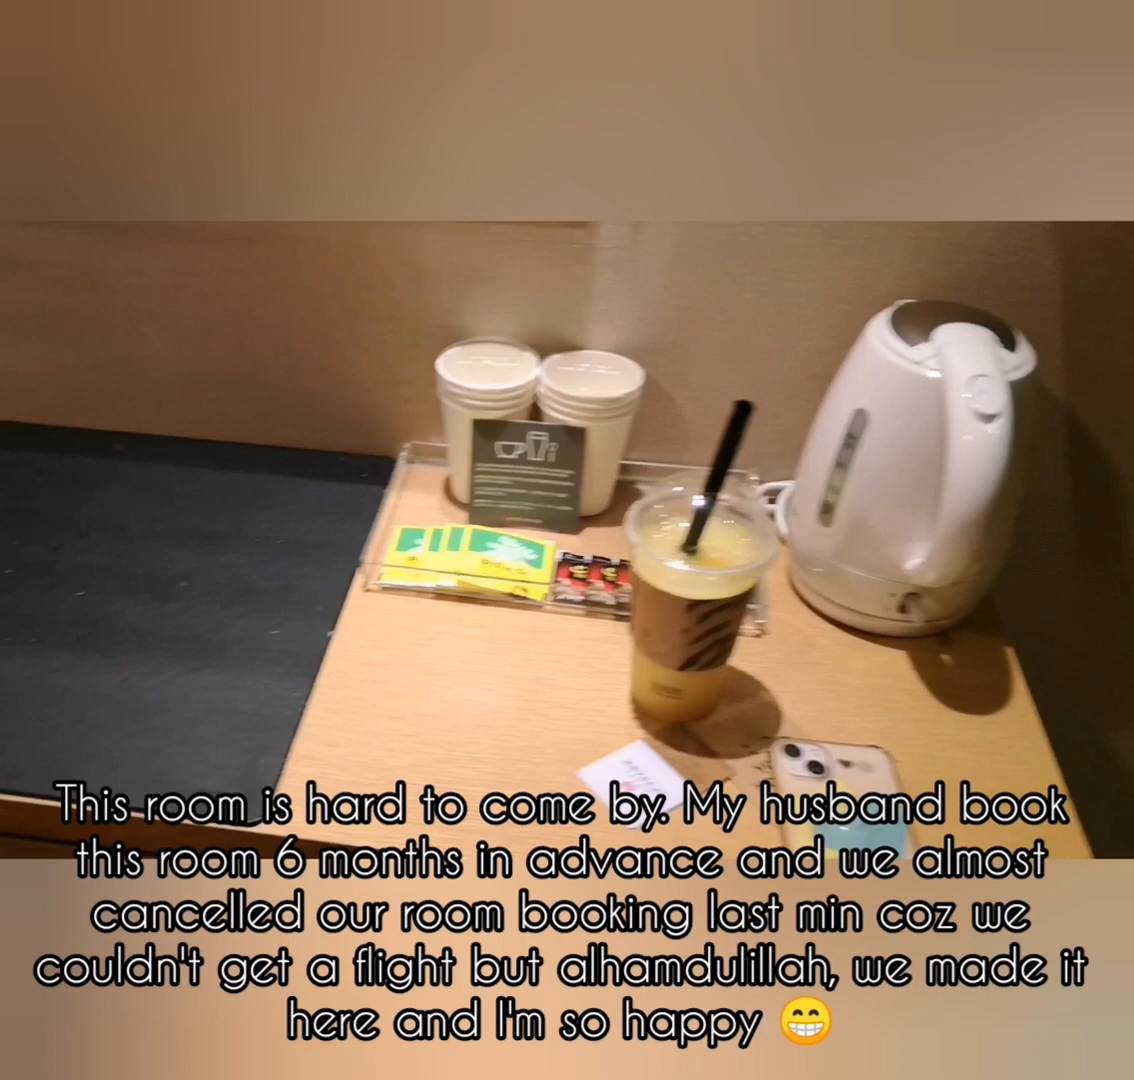 This room is hard to come by. My husband book
this room 6 months in advance and we almost
cancelled our room booking last min coz we
couldn't get a flight but alhamdulillah, we made it
here and I'm so happy 😁